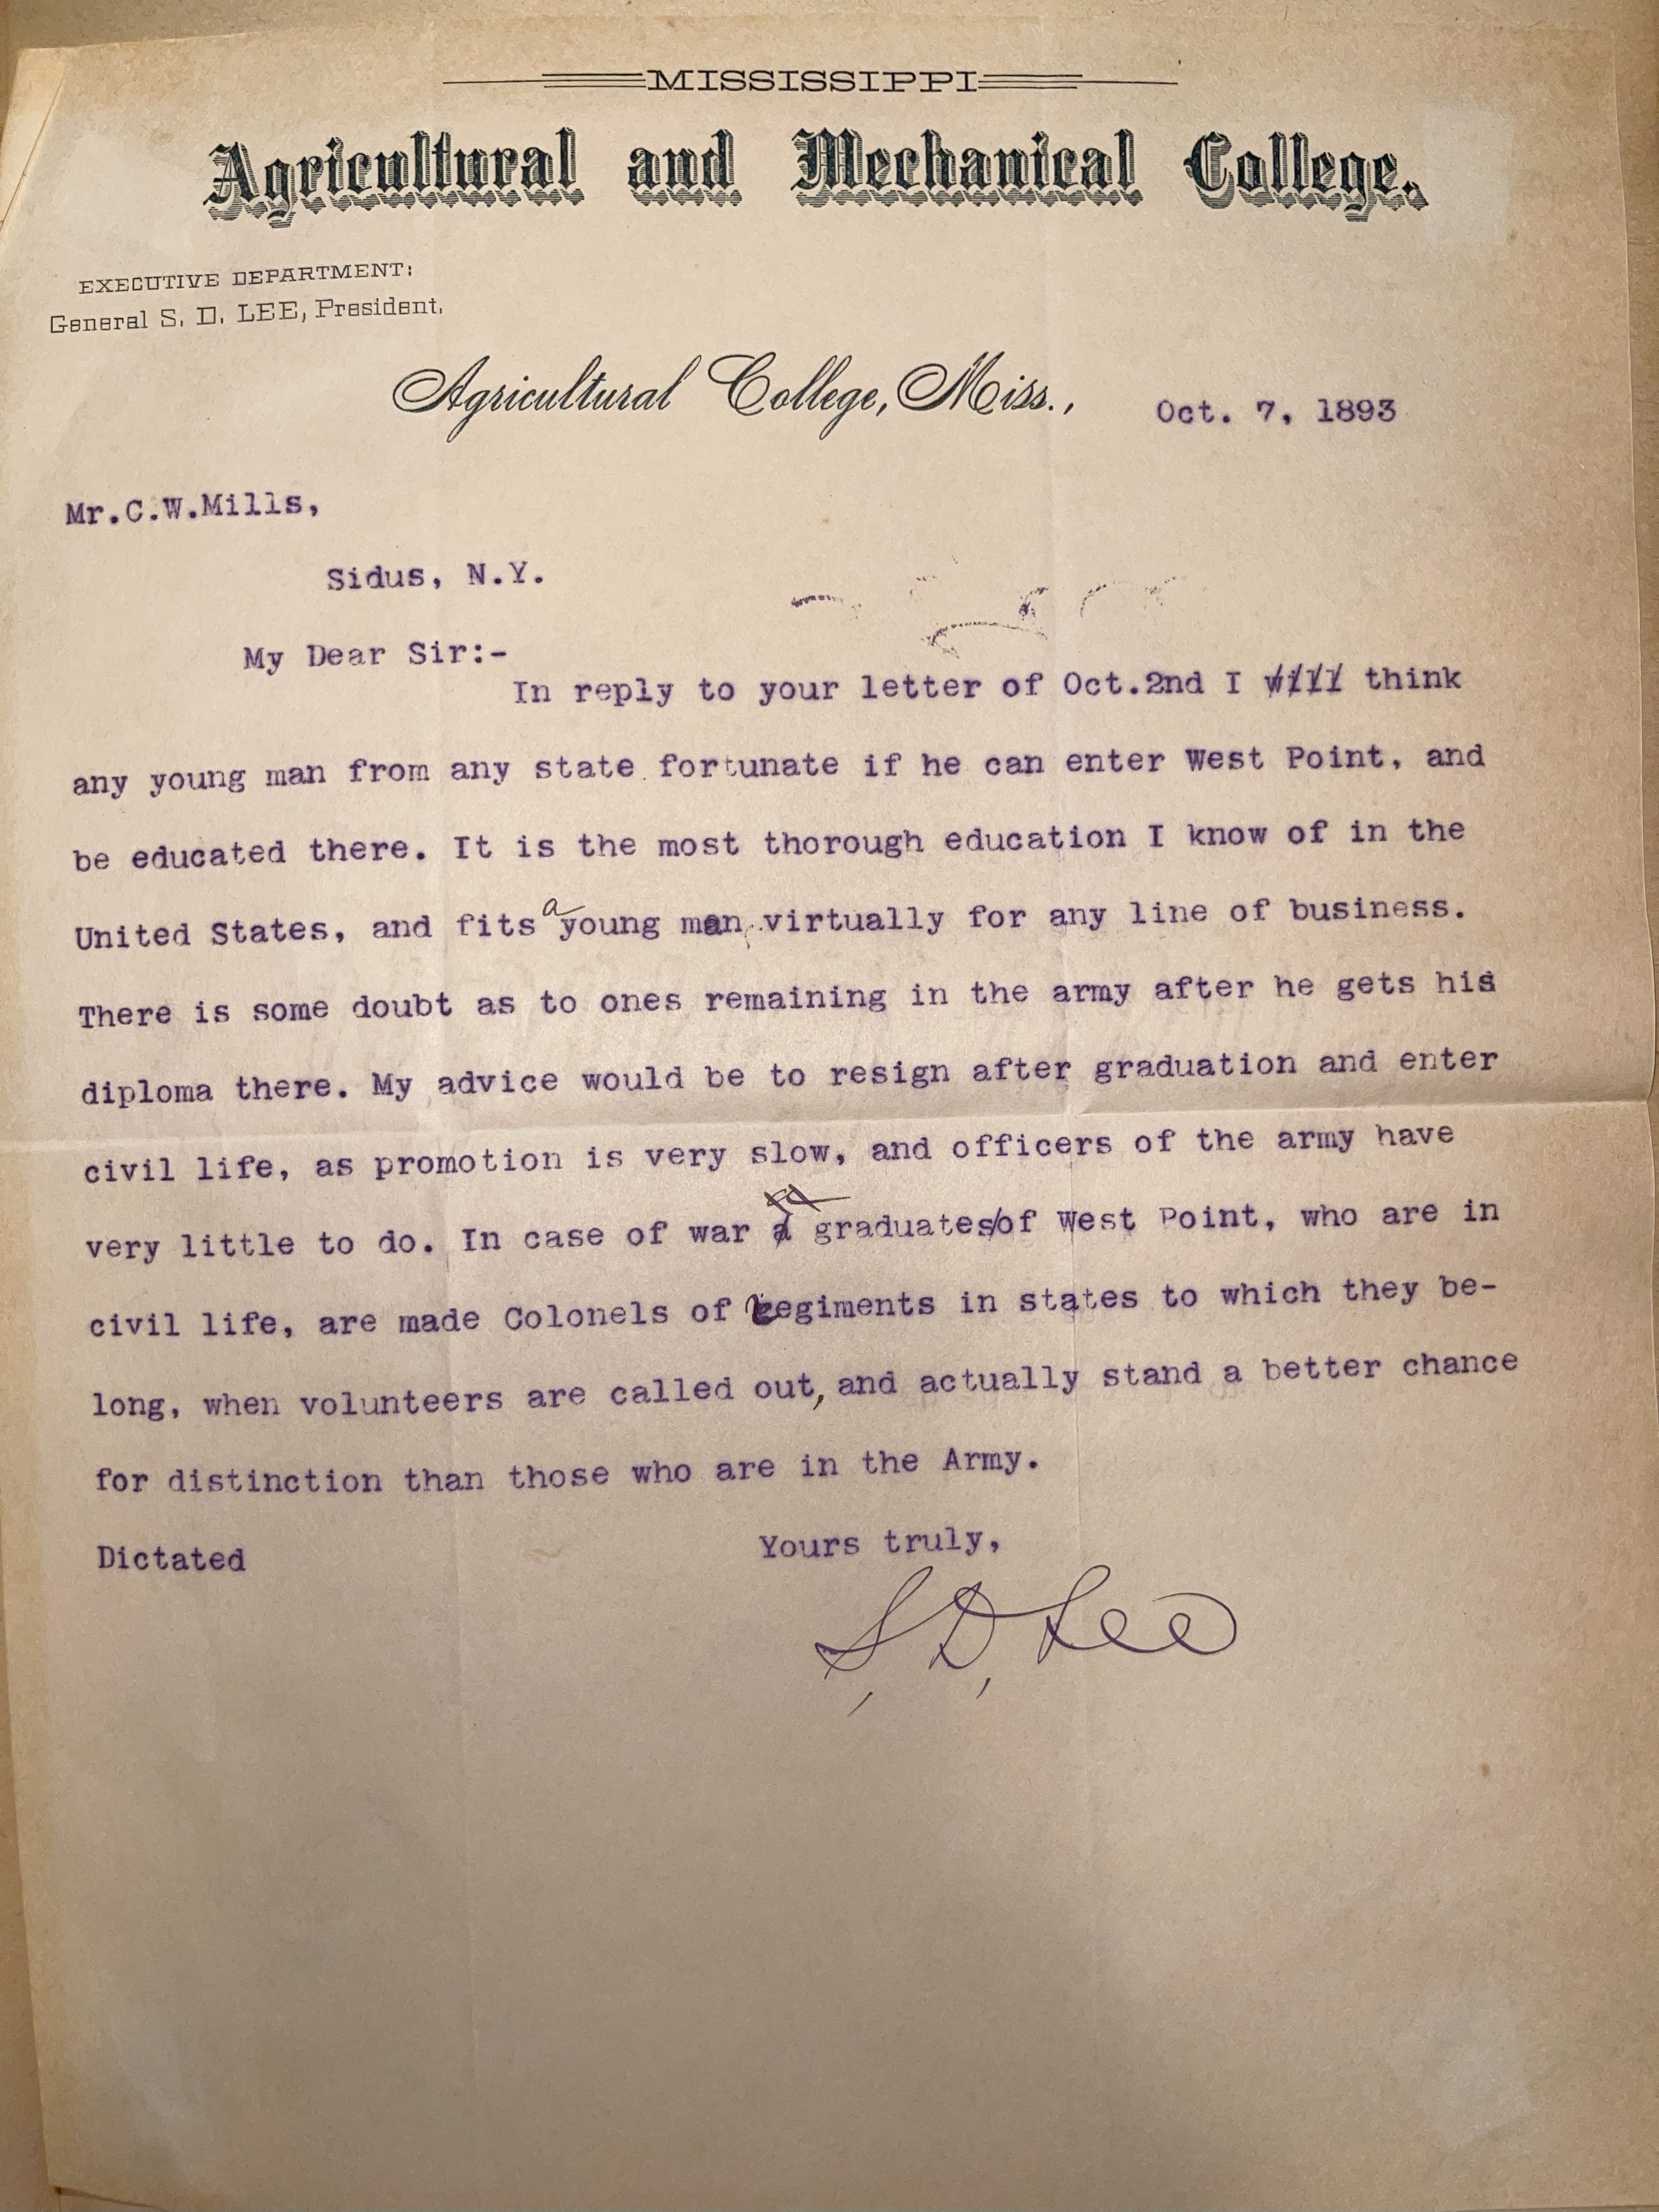 MISSISSIPPI
Agricultural and Mechanical College.
EXECUTIVE DEPARTMENT:
General S. D. LEE, President.
Agricultural College, Miss., Oct. 7, 1893
Mr.C.W.Mills,
Sidus, N.Y.
My Dear Sir:-
In reply to your letter of Oct.2nd I will think
any young man from any state fortunate if he can enter West Point, and
be educated there. It is the most thorough education I know of in the
United States, and fits a young man virtually for any line of business.
There is some doubt as to ones remaining in the army after he gets his
diploma there. My advice would be to resign after graduation and enter
civil life, as promotion is very slow, and officers of the army have
very little to do. In case of war a graduates/of West Point, who are in
civil life, are made Colonels of Regiments in states to which they be-
long, when volunteers are called out, and actually stand a better chance
for distinction than those who are in the Army.
Dictated Yours truly,
S. D. Lee